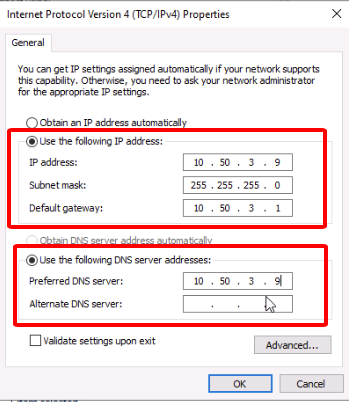 Internet Protocol Version 4 (TCP/IPv4) Properties
General
You can get IP settings assigned automatically if your network supports
this capability. Otherwise, you need to ask your network administrator
for the appropriate IP settings.
Obtain an IP address automatically
Use the following IP address:
IP address: 10 . 50 . 3 . 9
Subnet mask: 255 . 255 . 255 . 0
Default gateway: 10 . 50 . 3 . 1
Obtain DNS server address automatically
Use the following DNS server addresses:
Preferred DNS server: 10 . 50 . 3 . 9
Alternate DNS server: . . .
Validate settings upon exit
Advanced...
OK Cancel